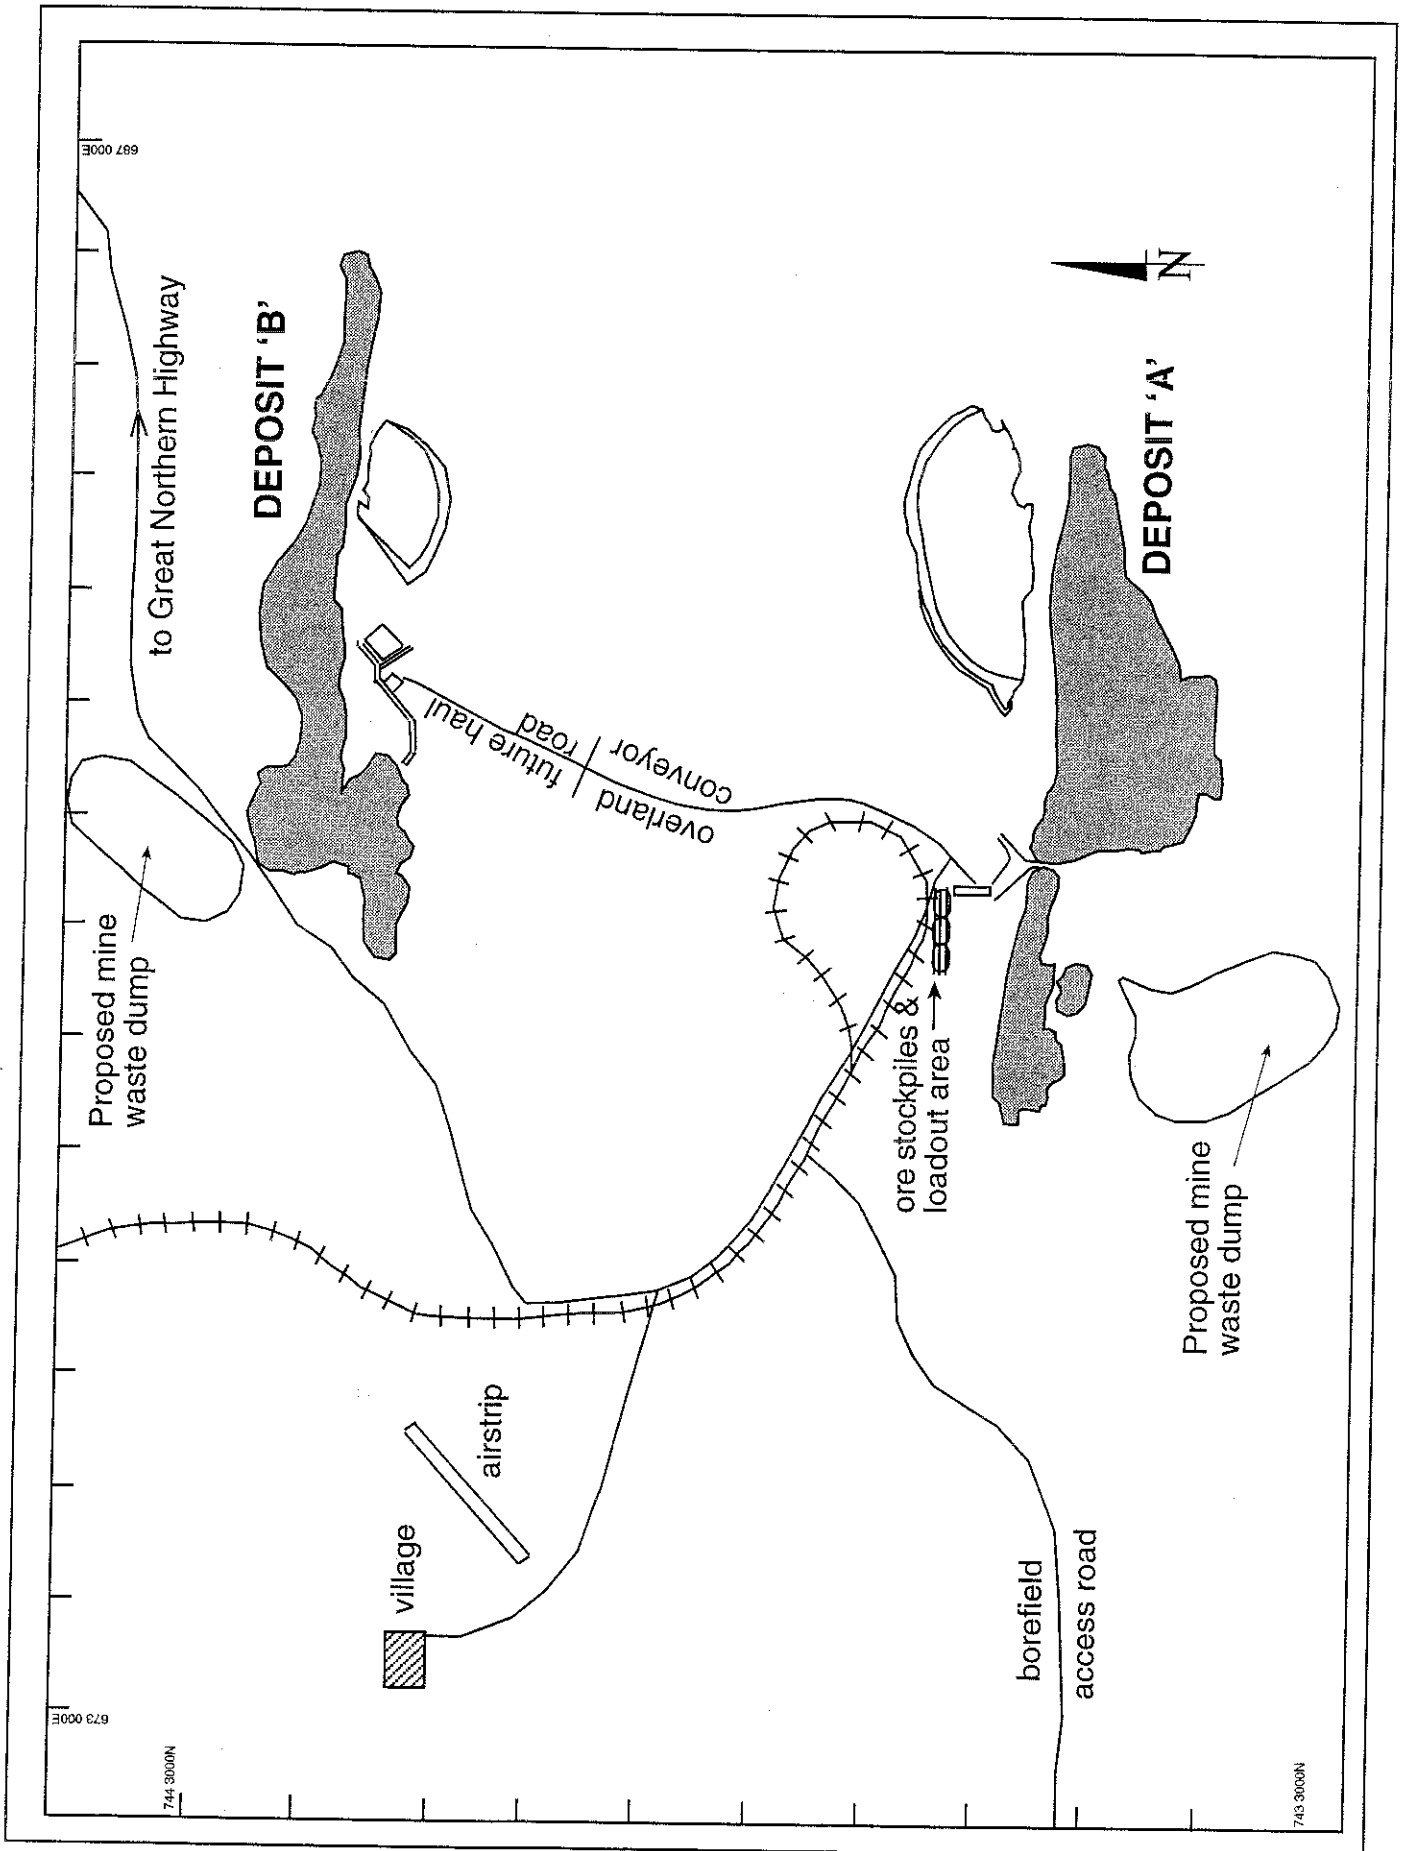 687 000E
to Great Northern Highway
DEPOSIT 'B'
Proposed mine
waste dump
future haul
road
overland
conveyor
N
DEPOSIT 'A'
ore stockpiles &
loadout area
Proposed mine
waste dump
airstrip
village
borefield
access road
673 000E
744 3000N
743 3000N